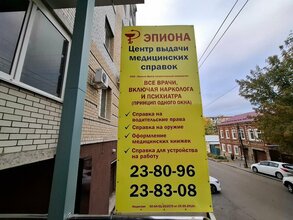 ЭПИОНА
Центр выдачи
медицинских
справок
ВСЕ ВРАЧИ,
ВКЛЮЧАЯ НАРКОЛОГА
И ПСИХИАТРА
(ПРИНЦИП ОДНОГО ОКНА)
✓ Справка на
водительские права
✓ Справка на оружие
✓ Оформление
медицинских книжек
✓ Справка для устройства
на работу
23-80-96
23-83-08